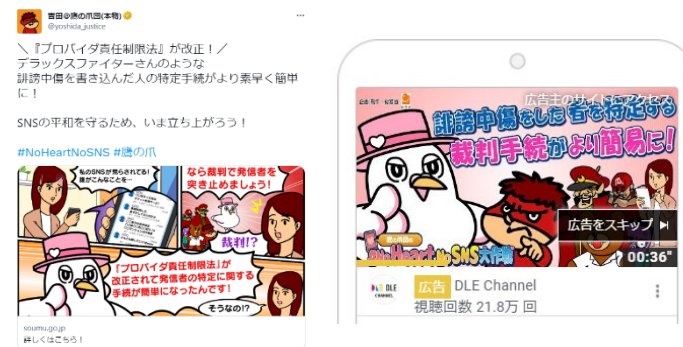 吉田@鷹の爪団(本物)
@yoshida_justice
＼『プロバイダ責任制限法』が改正！／
デラックスファイターさんのような
誹謗中傷を書き込んだ人の特定手続がより素早く簡単
に！
SNSの平和を守るため、いま立ち上がろう！
#NoHeartNoSNS #鷹の爪
私のSNSが荒らされてる!
誰がこんなことを…
なら裁判で発信者を
突き止めましょう!
裁判!?
『プロバイダ責任制限法』が
改正されて発信者の特定に関する
手続が簡単になったんです!
そうなの!?
soumu.go.jp
詳しくはこちら！
広告主のサイトにアクセス
誹謗中傷をした者を特定する
裁判手続がより簡易に!
NoHeart NoSNS大作戦
広告をスキップ
00:36"
DLE
広告 DLE Channel
視聴回数 21.8万 回